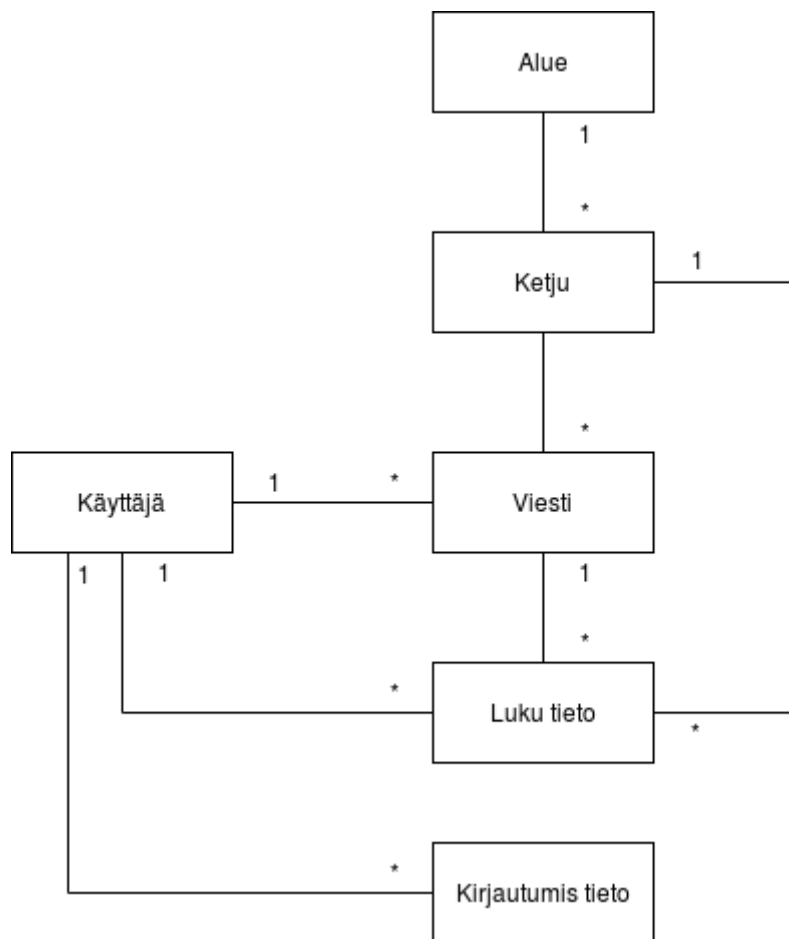 Alue
1
*
Ketju
1
*
Käyttäjä
1
*
Viesti
1
1
1
*
*
Luku tieto
*
*
Kirjautumis tieto